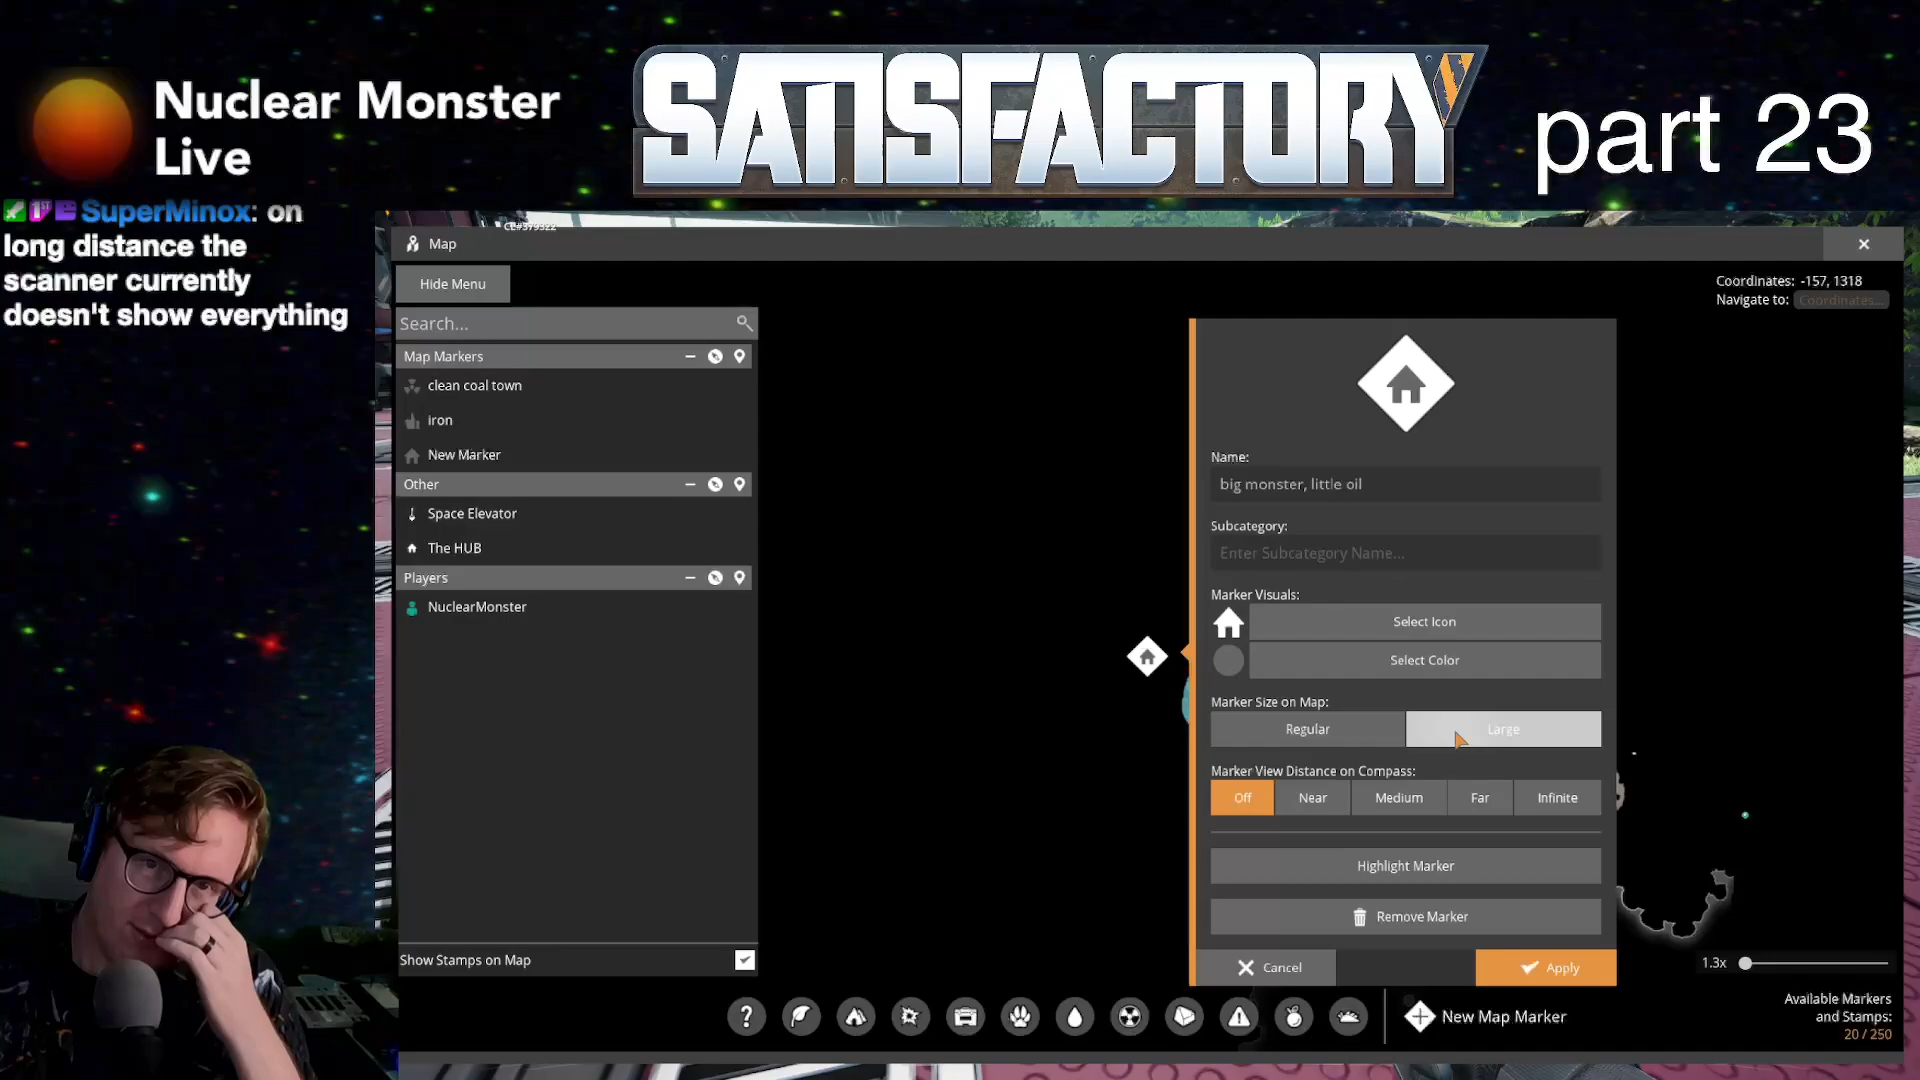 Nuclear Monster
Live
SATISFACTORY
part 23
SuperMinox: on
long distance the
scanner currently
doesn't show everything
CL#379322
Map
Hide Menu
Coordinates: -157, 1318
Navigate to: Coordinates...
Search...
Map Markers
clean coal town
iron
New Marker
Other
Space Elevator
The HUB
Players
NuclearMonster
Show Stamps on Map
Name:
big monster, little oil
Subcategory:
Enter Subcategory Name...
Marker Visuals:
Select Icon
Select Color
Marker Size on Map:
Regular
Large
Marker View Distance on Compass:
Off
Near
Medium
Far
Infinite
Highlight Marker
Remove Marker
Cancel
Apply
1.3x
New Map Marker
Available Markers
and Stamps:
20 / 250